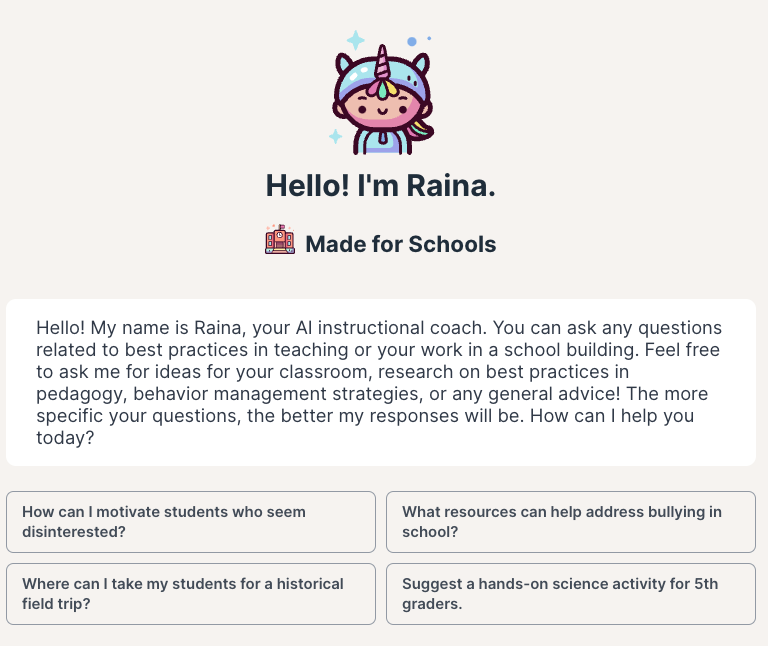 Hello! I'm Raina.
Made for Schools
Hello! My name is Raina, your AI instructional coach. You can ask any questions
related to best practices in teaching or your work in a school building. Feel free
to ask me for ideas for your classroom, research on best practices in
pedagogy, behavior management strategies, or any general advice! The more
specific your questions, the better my responses will be. How can I help you
today?
How can I motivate students who seem
disinterested?
What resources can help address bullying in
school?
Where can I take my students for a historical
field trip?
Suggest a hands-on science activity for 5th
graders.